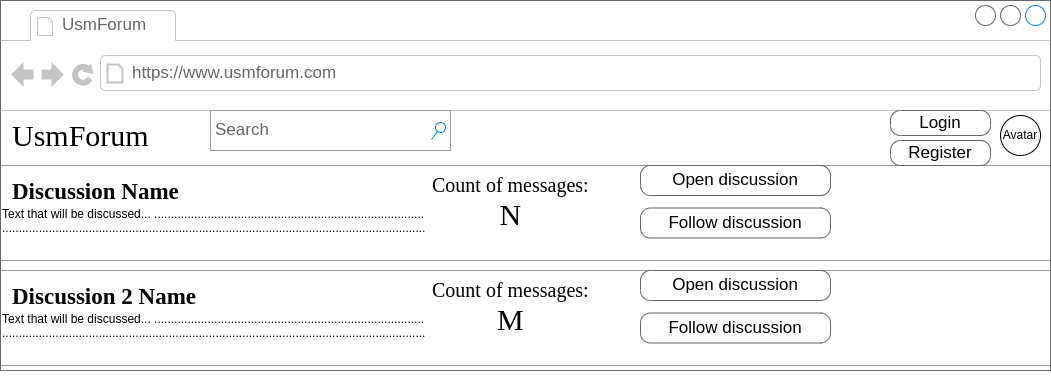 UsmForum
https://www.usmforum.com
UsmForum
Search
Login
Register
Avatar
Discussion Name
Text that will be discussed... ..................................................................................
...............................................................................................................................
Count of messages:
N
Open discussion
Follow discussion
Discussion 2 Name
Text that will be discussed... ..................................................................................
...............................................................................................................................
Count of messages:
M
Open discussion
Follow discussion